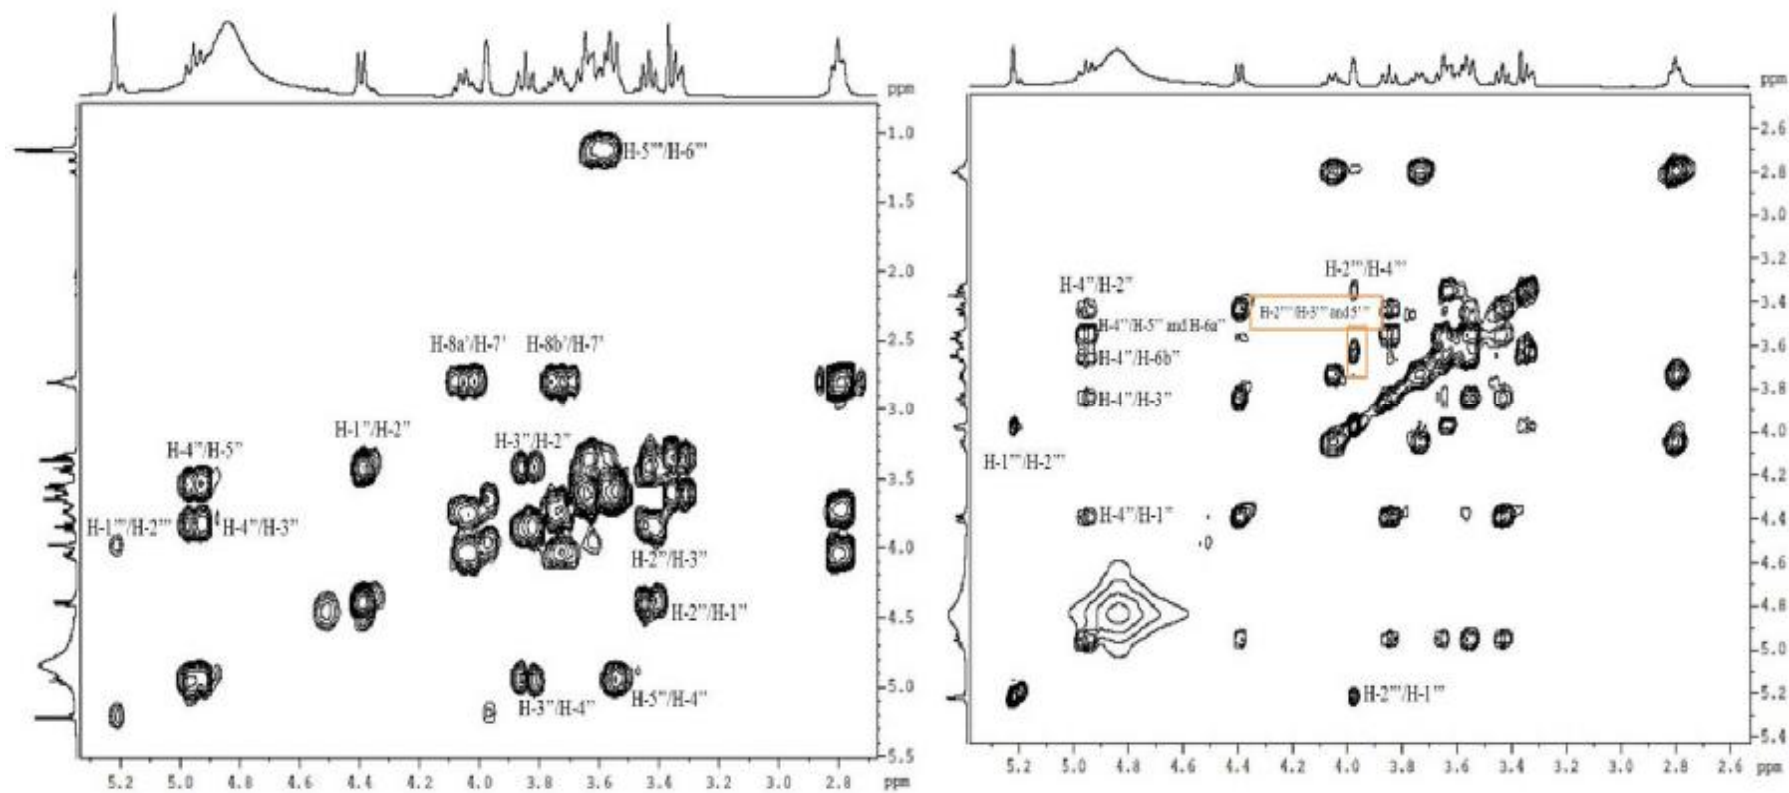 ppm
1.0
H-5'''/H-6'''
1.5
2.0
H-8a'/H-7'
H-8b'/H-7'
2.5
3.0
H-1''/H-2''
H-3''/H-2''
H-4''/H-5''
3.5
H-1'''/H-2'''
H-4''/H-3''
4.0
H-2''/H-3''
4.5
H-2''/H-1''
5.0
H-3''/H-4''
H-5''/H-4''
5.5
5.2 5.0 4.8 4.6 4.4 4.2 4.0 3.8 3.6 3.4 3.2 3.0 2.8 ppm
ppm
2.6
2.8
3.0
3.2
H-2'''/H-4'''
H-4''/H-2''
3.4
H-2'''/H-3''' and 5'''
H-4''/H-5'' and H-6a''
H-4''/H-6b''
3.6
3.8
H-4''/H-3''
4.0
H-1'''/H-2'''
4.2
4.4
H-4''/H-1''
4.6
4.8
5.0
5.2
H-2'''/H-1'''
5.4
5.2 5.0 4.8 4.6 4.4 4.2 4.0 3.8 3.6 3.4 3.2 3.0 2.8 2.6 ppm